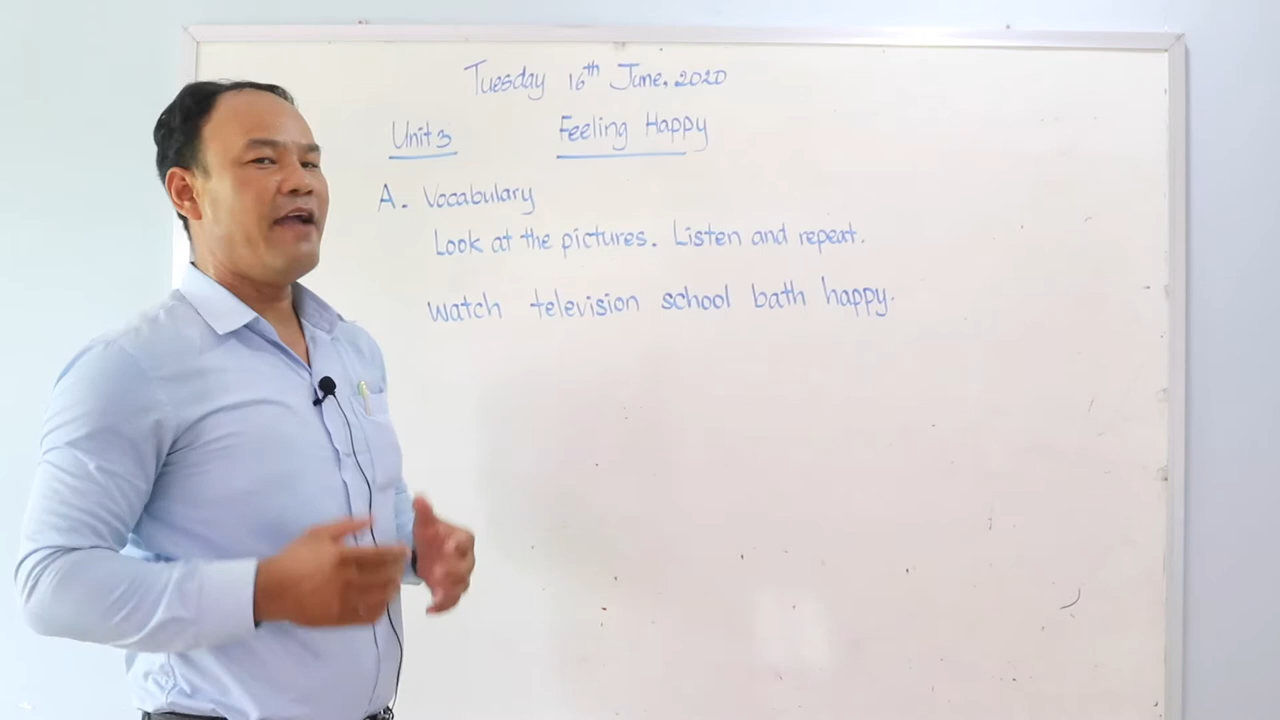 Tuesday 16th June, 2020
Unit 3 Feeling Happy
A. Vocabulary
Look at the pictures. Listen and repeat.
watch television school bath happy.